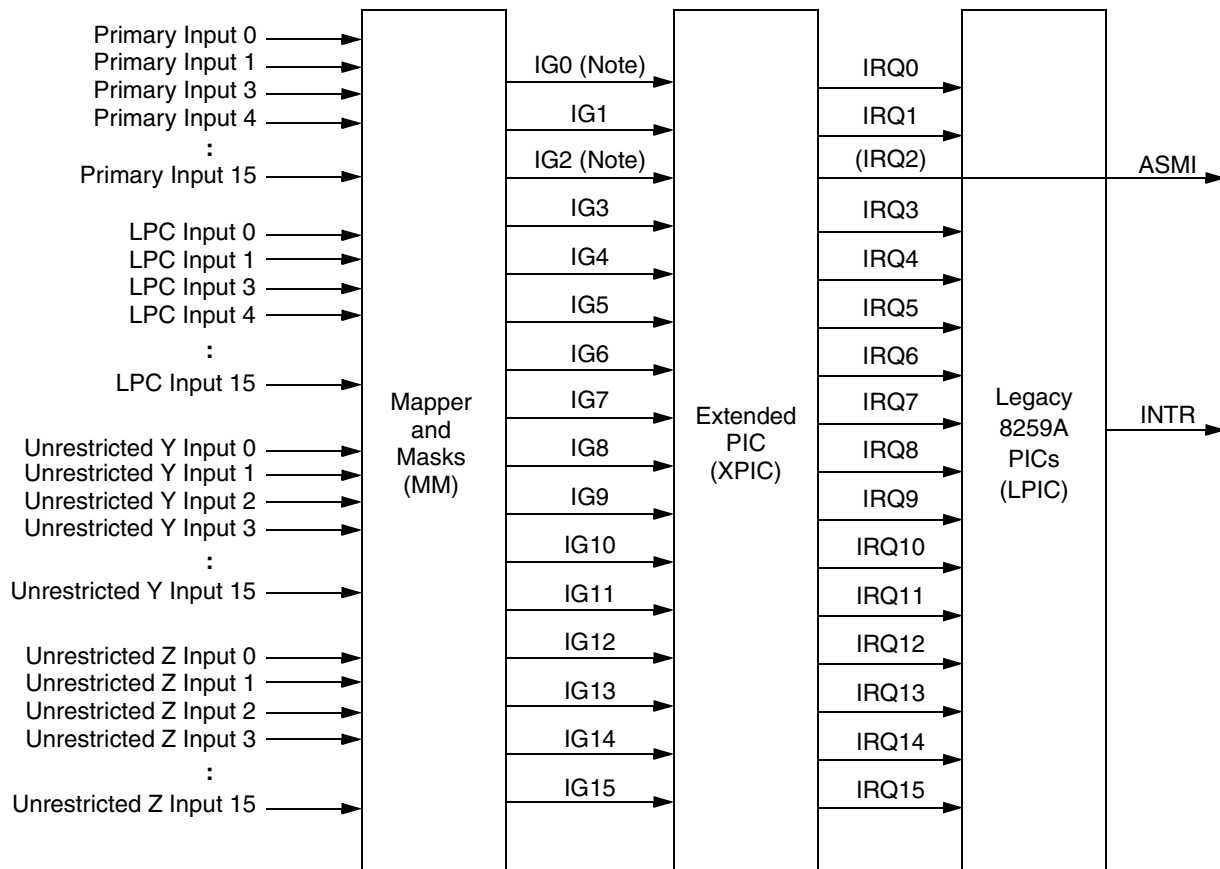 Primary Input 0
Primary Input 1
Primary Input 3
Primary Input 4
:
Primary Input 15
LPC Input 0
LPC Input 1
LPC Input 3
LPC Input 4
:
LPC Input 15
Unrestricted Y Input 0
Unrestricted Y Input 1
Unrestricted Y Input 2
Unrestricted Y Input 3
:
Unrestricted Y Input 15
Unrestricted Z Input 0
Unrestricted Z Input 1
Unrestricted Z Input 2
Unrestricted Z Input 3
:
Unrestricted Z Input 15
Mapper
and
Masks
(MM)
IG0 (Note)
IG1
IG2 (Note)
IG3
IG4
IG5
IG6
IG7
IG8
IG9
IG10
IG11
IG12
IG13
IG14
IG15
Extended
PIC
(XPIC)
IRQ0
IRQ1
(IRQ2)
IRQ3
IRQ4
IRQ5
IRQ6
IRQ7
IRQ8
IRQ9
IRQ10
IRQ11
IRQ12
IRQ13
IRQ14
IRQ15
Legacy
8259A
PICs
(LPIC)
ASMI
INTR